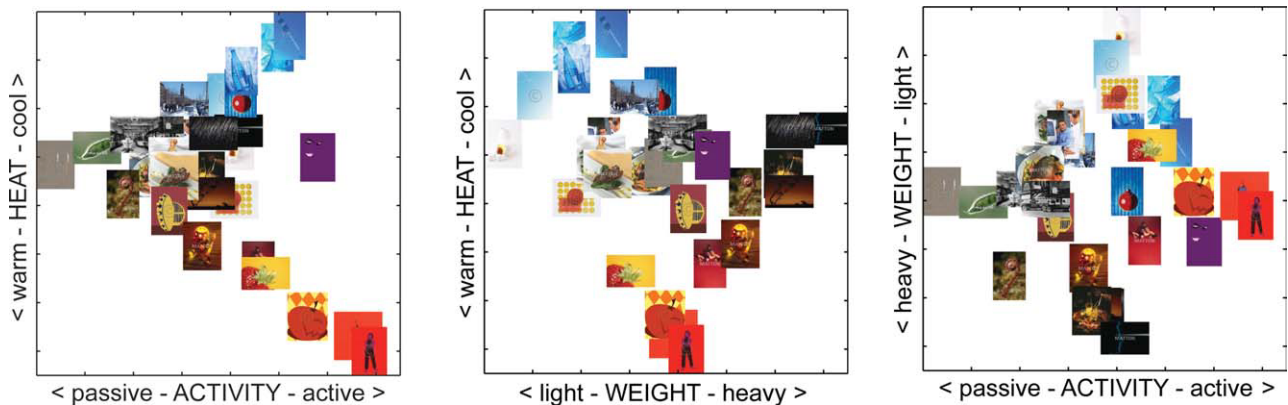 < warm - HEAT - cool >
< passive - ACTIVITY - active >
< warm - HEAT - cool >
< light - WEIGHT - heavy >
< heavy - WEIGHT - light >
< passive - ACTIVITY - active >